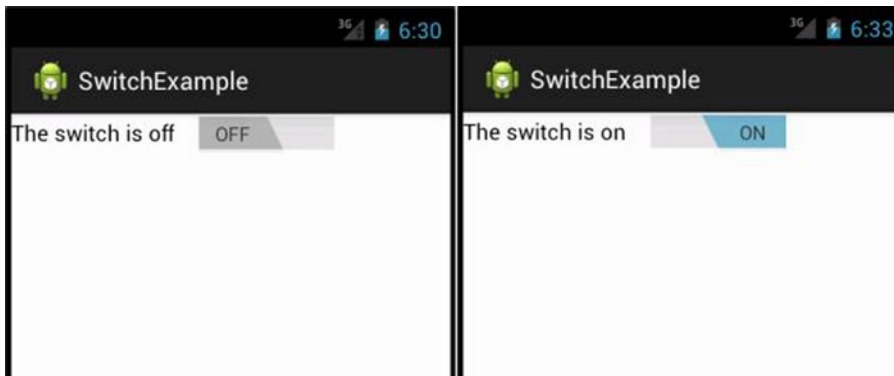 3G 6:30
SwitchExample
The switch is off OFF
3G 6:33
SwitchExample
The switch is on ON